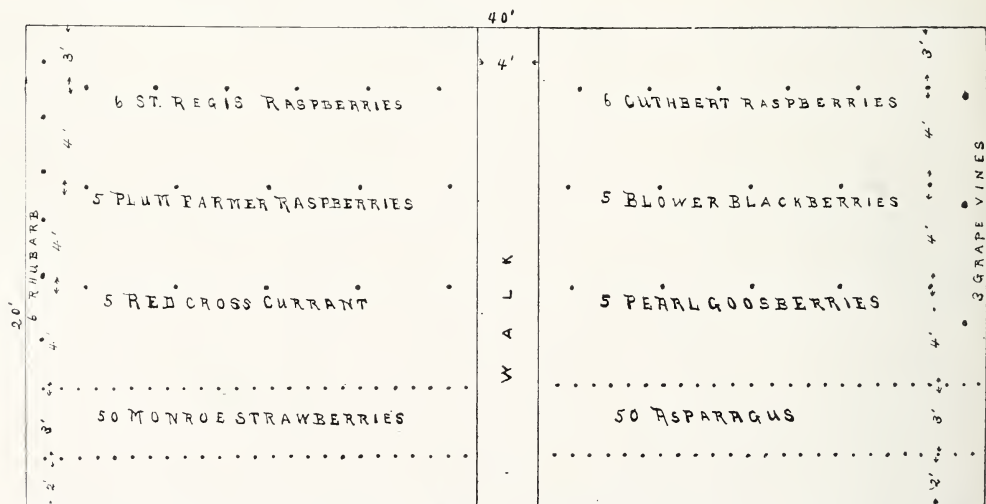 40'
3'
4'
3'
6 ST. REGIS RASPBERRIES
6 CUTHBERT RASPBERRIES
4'
4'
5 PLUM FARMER RASPBERRIES
5 BLOWER BLACKBERRIES
6 RHUBARB
4'
4'
3 GRAPE VINES
20'
5 RED CROSS CURRANT
WALK
5 PEARL GOOSBERRIES
4'
4'
50 MONROE STRAWBERRIES
50 ASPARAGUS
3'
3'
2'
2'